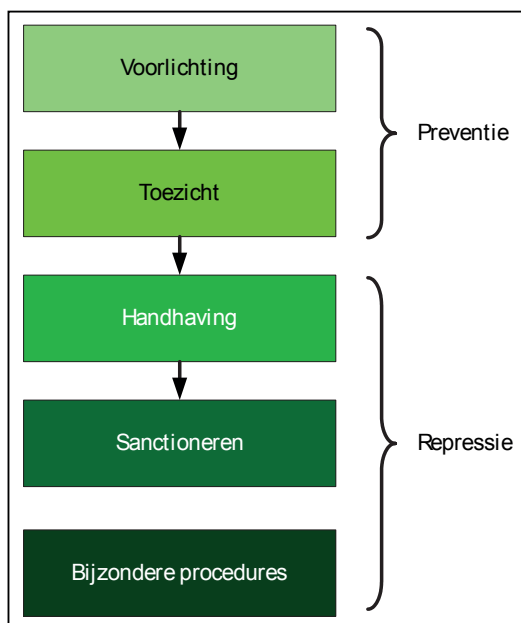 Voorlichting
Preventie
Toezicht
Handhaving
Sanctioneren
Repressie
Bijzondere procedures